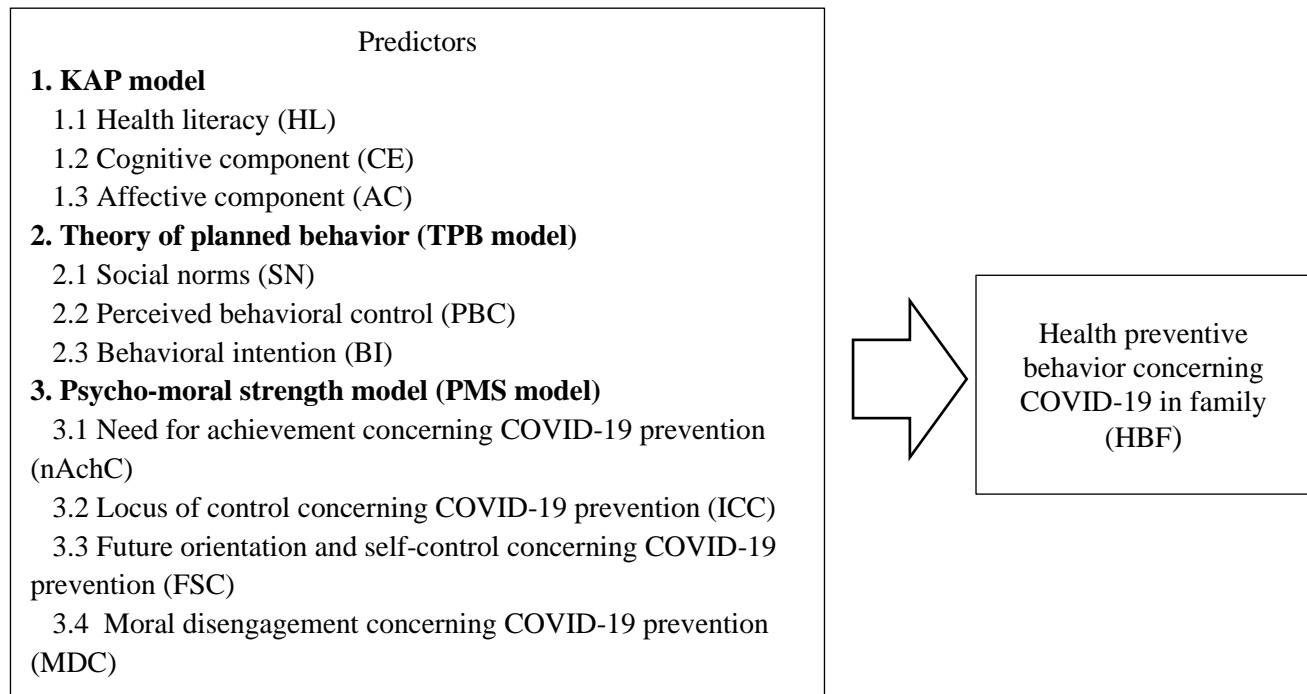 Predictors
1. KAP model
1.1 Health literacy (HL)
1.2 Cognitive component (CE)
1.3 Affective component (AC)
2. Theory of planned behavior (TPB model)
2.1 Social norms (SN)
2.2 Perceived behavioral control (PBC)
2.3 Behavioral intention (BI)
3. Psycho-moral strength model (PMS model)
3.1 Need for achievement concerning COVID-19 prevention
(nAchC)
3.2 Locus of control concerning COVID-19 prevention (ICC)
3.3 Future orientation and self-control concerning COVID-19
prevention (FSC)
3.4 Moral disengagement concerning COVID-19 prevention
(MDC)
Health preventive
behavior concerning
COVID-19 in family
(HBF)